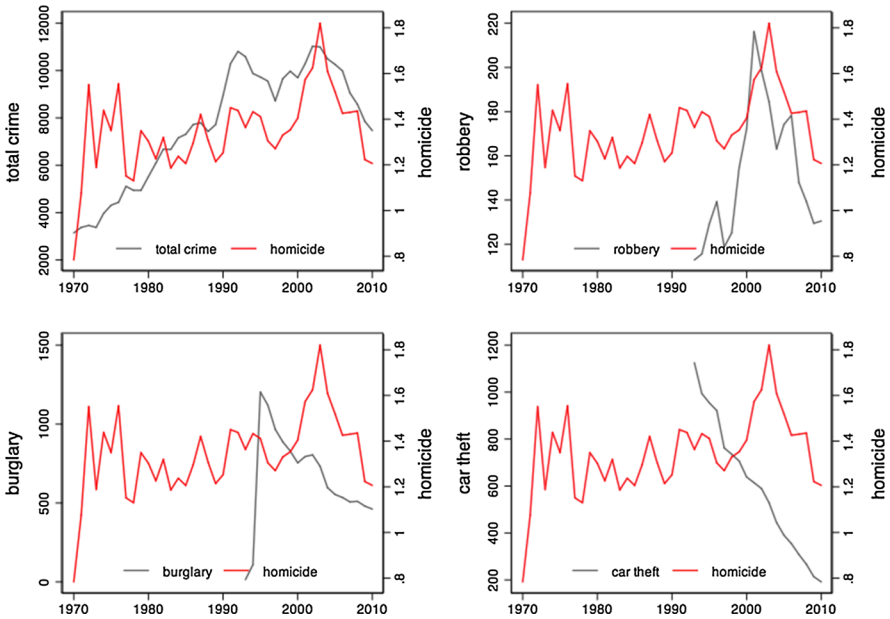 total crime
12000
10000
8000
6000
4000
2000
1.8
1.6
1.4
1.2
1
.8
homicide
total crime homicide
1970 1980 1990 2000 2010
robbery
220
200
180
160
140
120
1.8
1.6
1.4
1.2
1
.8
homicide
robbery homicide
1970 1980 1990 2000 2010
burglary
1500
1000
500
0
1.8
1.6
1.4
1.2
1
.8
homicide
burglary homicide
1970 1980 1990 2000 2010
car theft
1200
1000
800
600
400
200
1.8
1.6
1.4
1.2
1
.8
homicide
car theft homicide
1970 1980 1990 2000 2010